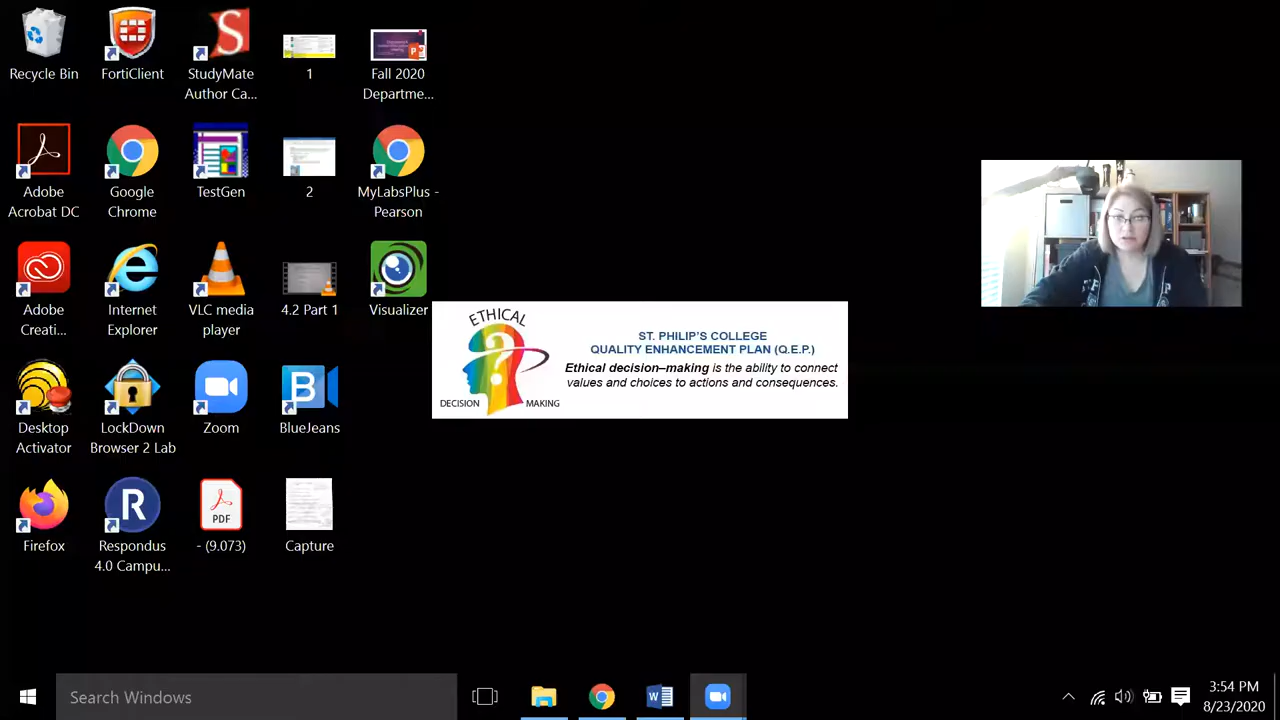 Recycle Bin
FortiClient
StudyMate
Author Ca...
1
Fall 2020
Departme...
Adobe
Acrobat DC
Google
Chrome
TestGen
2
MyLabsPlus -
Pearson
Adobe
Creati...
Internet
Explorer
VLC media
player
4.2 Part 1
Visualizer
Desktop
Activator
LockDown
Browser 2 Lab
Zoom
BlueJeans
Firefox
Respondus
4.0 Campu...
PDF
- (9.073)
Capture
ETHICAL
DECISION
MAKING
ST. PHILIP'S COLLEGE
QUALITY ENHANCEMENT PLAN (Q.E.P.)
Ethical decision–making is the ability to connect
values and choices to actions and consequences.
Search Windows
3:54 PM
8/23/2020